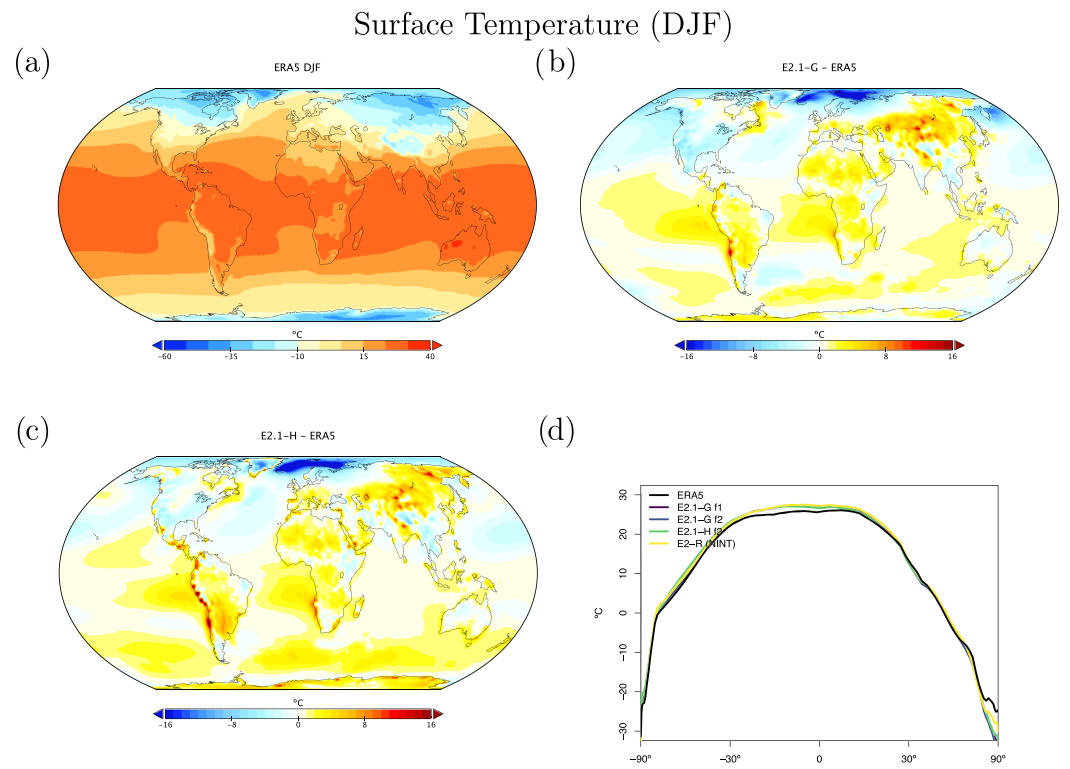 Surface Temperature (DJF)
(a)
ERA5 DJF
°C
-60 -35 -10 15 40
(b)
E2.1-G - ERA5
°C
-16 -8 0 8 16
(c)
E2.1-H - ERA5
°C
-16 -8 0 8 16
(d)
ERA5
E2.1-G f1
E2.1-G f2
E2.1-H f2
E2-R (NINT)
°C
30
20
10
0
-10
-20
-30
-90° -30° 0 30° 90°